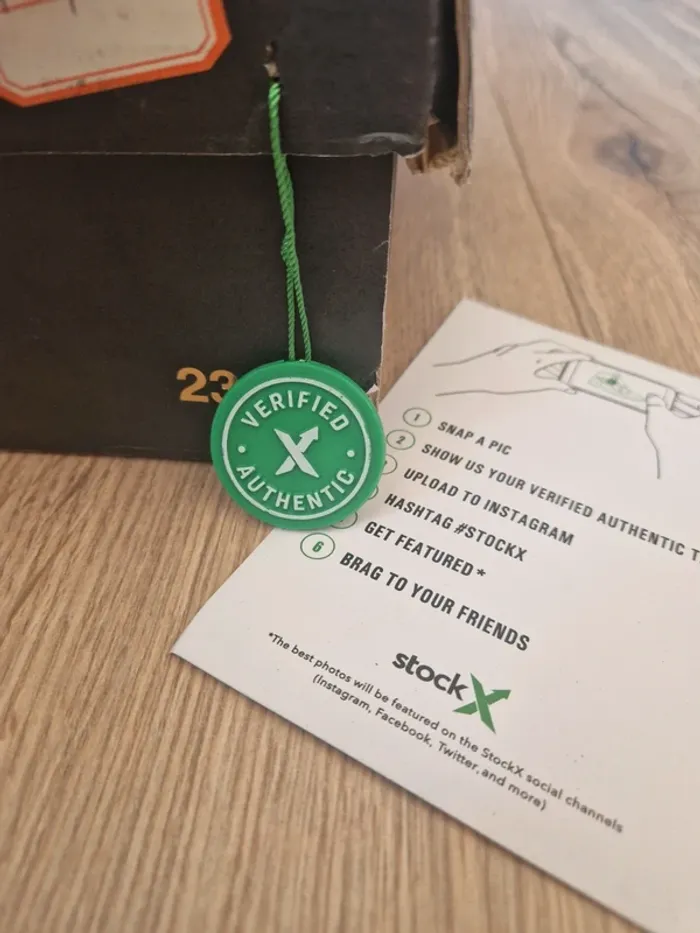 23
VERIFIED
X
AUTHENTIC
1 SNAP A PIC
2 SHOW US YOUR VERIFIED AUTHENTIC
UPLOAD TO INSTAGRAM
HASHTAG #STOCKX
GET FEATURED*
6 BRAG TO YOUR FRIENDS
stockX
*The best photos will be featured on the StockX social channels
(Instagram, Facebook, Twitter, and more)